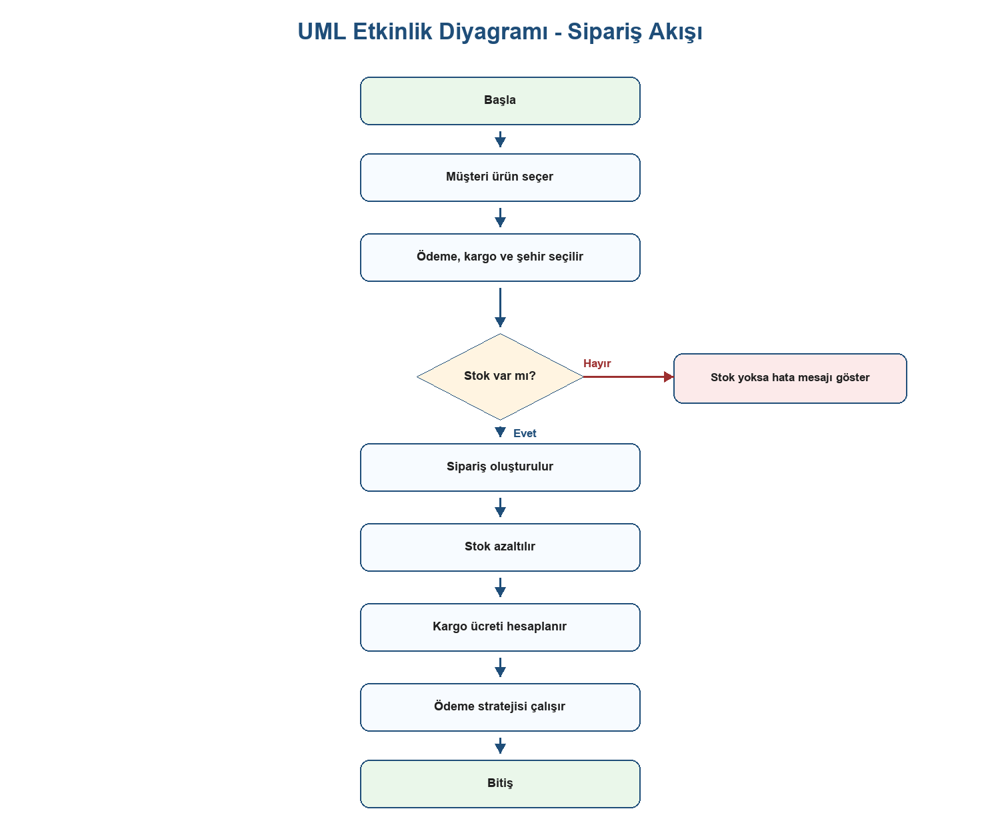 UML Etkinlik Diyagramı - Sipariş Akışı
Başla
Müşteri ürün seçer
Ödeme, kargo ve şehir seçilir
Stok var mı?
Hayır
Stok yoksa hata mesajı göster
Evet
Sipariş oluşturulur
Stok azaltılır
Kargo ücreti hesaplanır
Ödeme stratejisi çalışır
Bitiş